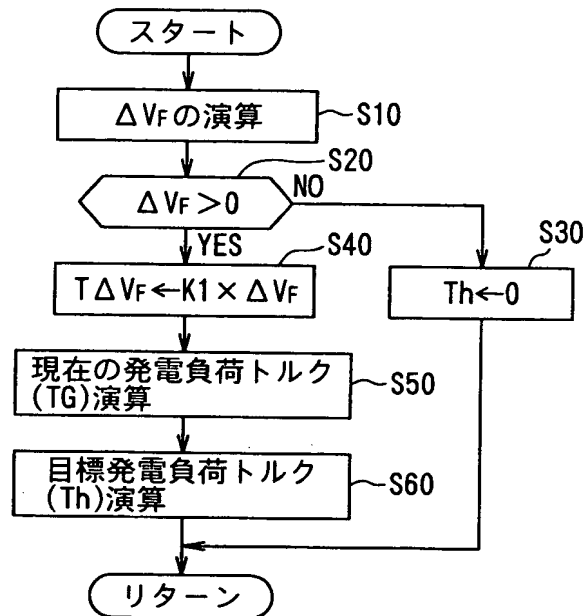 スタート
ΔVFの演算
S10
S20
ΔVF>0
NO
YES
S30
S40
TΔVF←K1×ΔVF
Th←0
現在の発電負荷トルク
(TG)演算
S50
目標発電負荷トルク
(Th)演算
S60
リターン